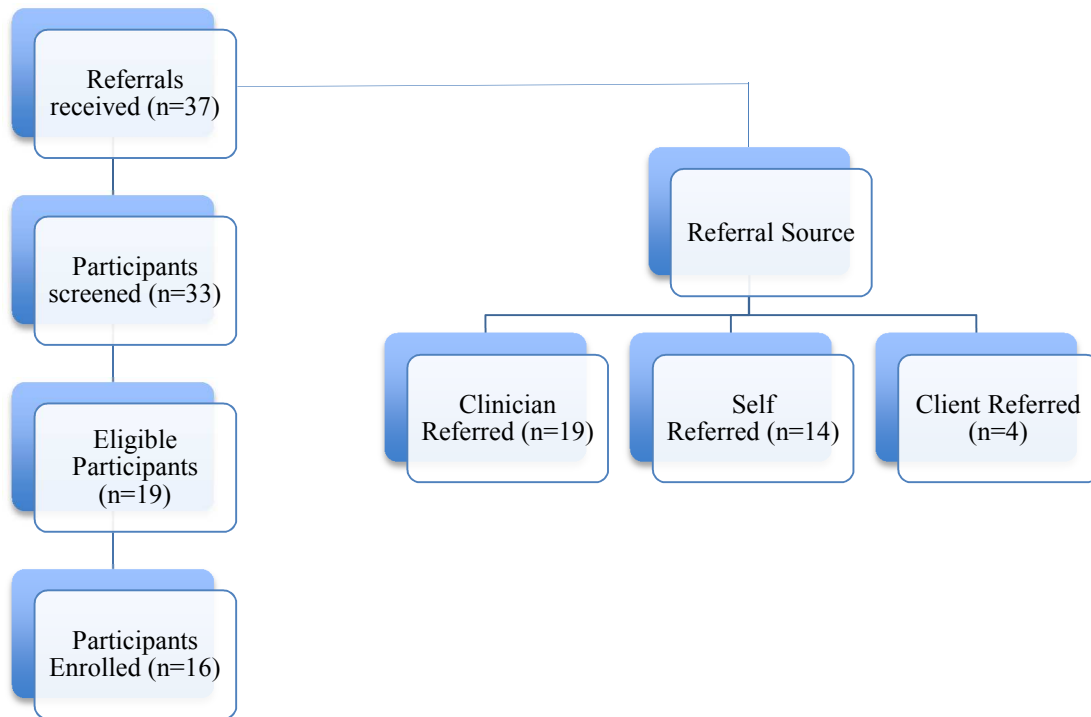 Referrals
received (n=37)
Participants
screened (n=33)
Eligible
Participants
(n=19)
Participants
Enrolled (n=16)
Referral Source
Clinician
Referred (n=19)
Self
Referred (n=14)
Client Referred
(n=4)